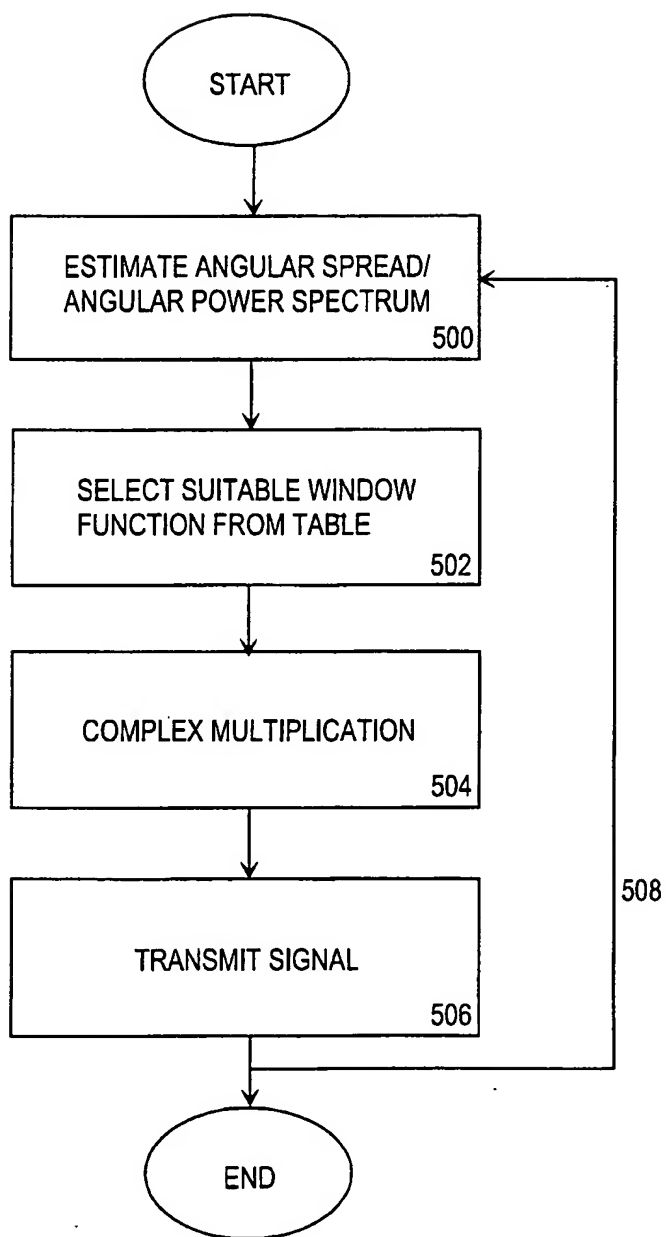 START
ESTIMATE ANGULAR SPREAD/
ANGULAR POWER SPECTRUM
500
SELECT SUITABLE WINDOW
FUNCTION FROM TABLE
502
COMPLEX MULTIPLICATION
504
508
TRANSMIT SIGNAL
506
END